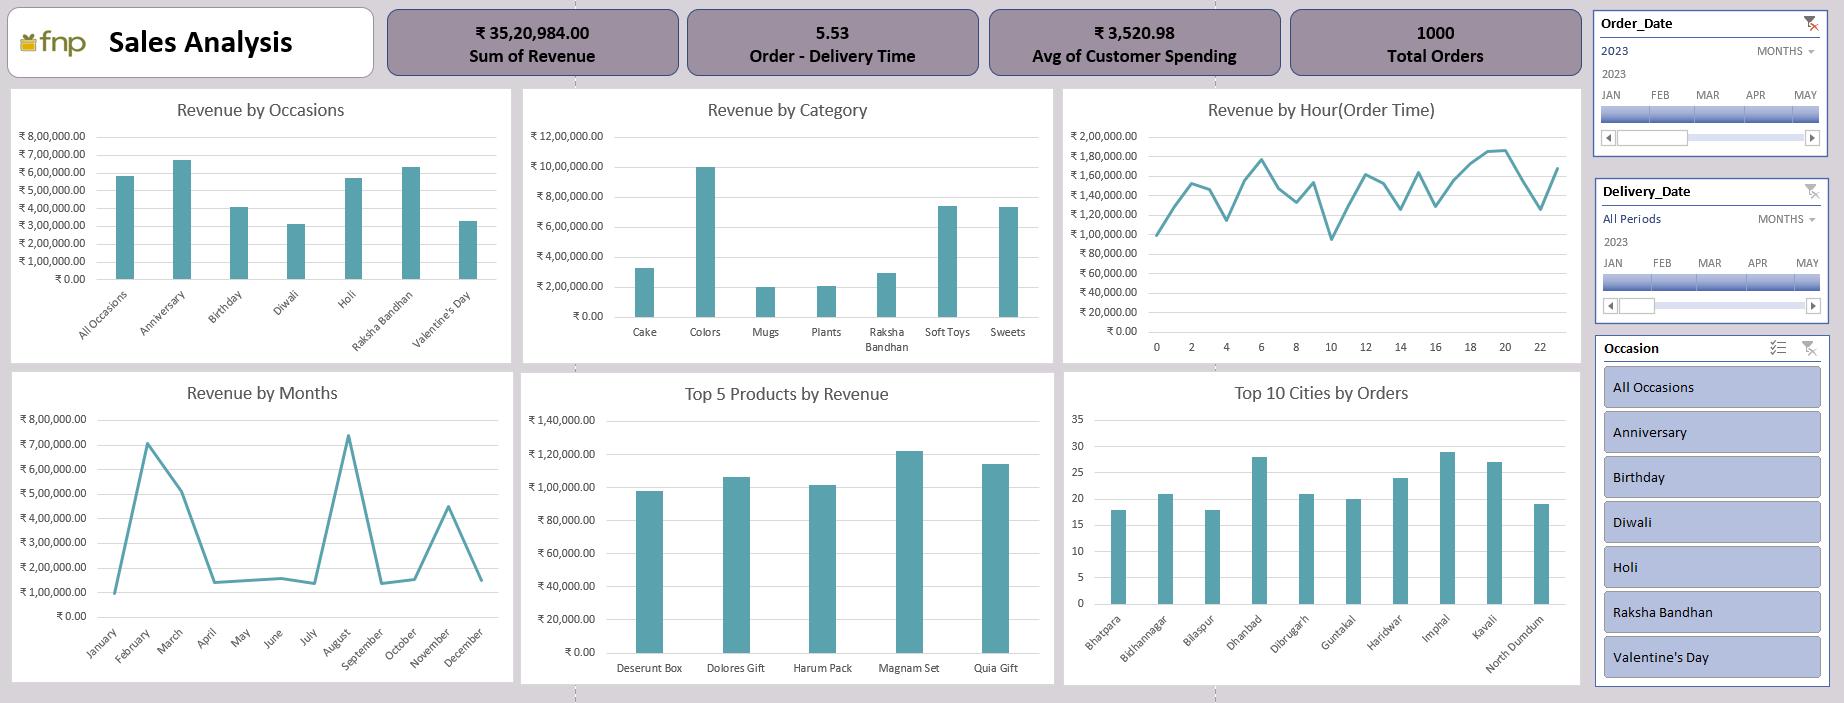 fnp Sales Analysis
₹ 35,20,984.00
Sum of Revenue
5.53
Order - Delivery Time
₹ 3,520.98
Avg of Customer Spending
1000
Total Orders
Order_Date
2023 MONTHS
2023
JAN FEB MAR APR MAY
Revenue by Occasions
₹ 8,00,000.00
₹ 7,00,000.00
₹ 6,00,000.00
₹ 5,00,000.00
₹ 4,00,000.00
₹ 3,00,000.00
₹ 2,00,000.00
₹ 1,00,000.00
₹ 0.00
All Occasions
Anniversary
Birthday
Diwali
Holi
Raksha Bandhan
Valentine's Day
Revenue by Category
₹ 12,00,000.00
₹ 10,00,000.00
₹ 8,00,000.00
₹ 6,00,000.00
₹ 4,00,000.00
₹ 2,00,000.00
₹ 0.00
Cake Colors Mugs Plants Raksha Soft Toys Sweets
Bandhan
Revenue by Hour(Order Time)
₹ 2,00,000.00
₹ 1,80,000.00
₹ 1,60,000.00
₹ 1,40,000.00
₹ 1,20,000.00
₹ 1,00,000.00
₹ 80,000.00
₹ 60,000.00
₹ 40,000.00
₹ 20,000.00
₹ 0.00
0 2 4 6 8 10 12 14 16 18 20 22
Delivery_Date
All Periods MONTHS
2023
JAN FEB MAR APR MAY
Revenue by Months
₹ 8,00,000.00
₹ 7,00,000.00
₹ 6,00,000.00
₹ 5,00,000.00
₹ 4,00,000.00
₹ 3,00,000.00
₹ 2,00,000.00
₹ 1,00,000.00
₹ 0.00
January
February
March
April
May
June
July
August
September
October
November
December
Top 5 Products by Revenue
₹ 1,40,000.00
₹ 1,20,000.00
₹ 1,00,000.00
₹ 80,000.00
₹ 60,000.00
₹ 40,000.00
₹ 20,000.00
₹ 0.00
Deserunt Box Dolores Gift Harum Pack Magnam Set Quia Gift
Top 10 Cities by Orders
35
30
25
20
15
10
5
0
Bhatpara
Bidhannagar
Bilaspur
Dhanbad
Dibrugarh
Guntakal
Haridwar
Imphal
Kavali
North Dumdum
Occasion
All Occasions
Anniversary
Birthday
Diwali
Holi
Raksha Bandhan
Valentine's Day